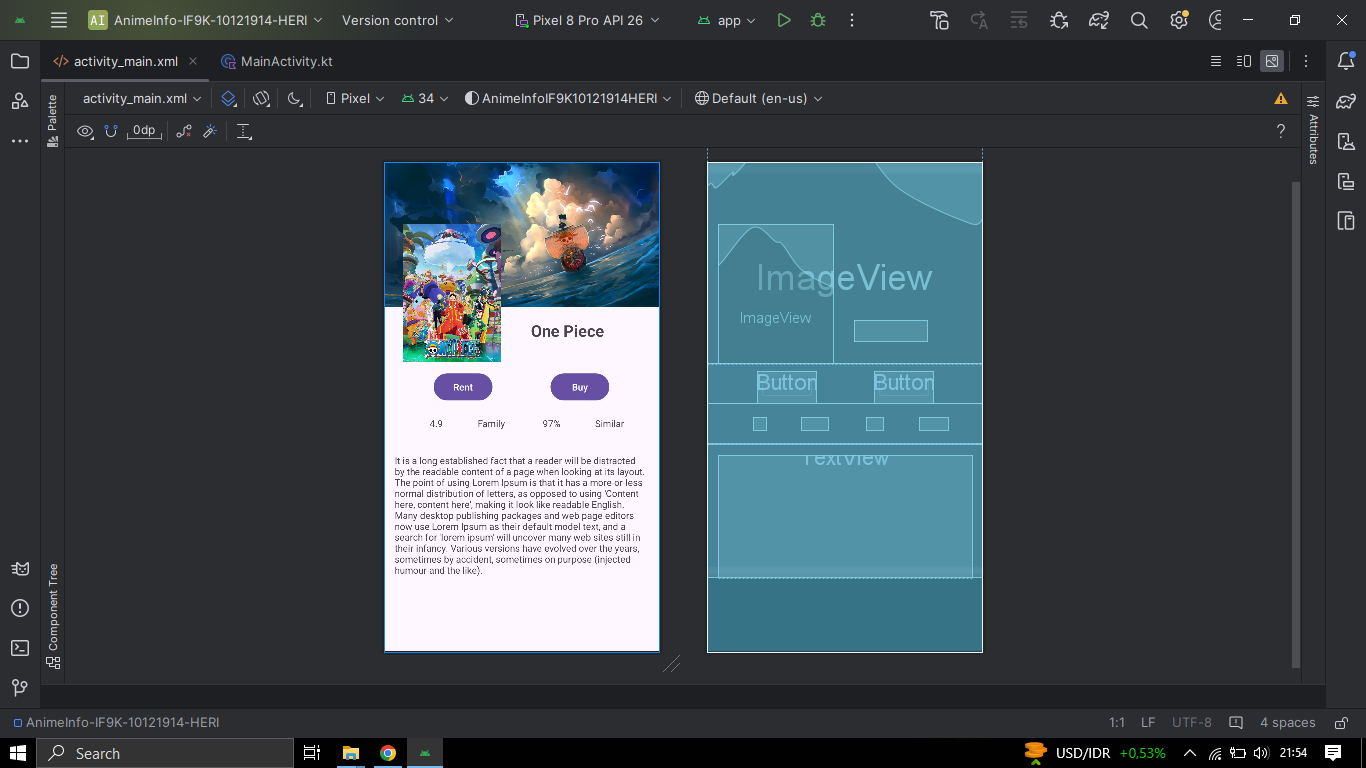 AI AnimeInfo-IF9K-10121914-HERI Version control Pixel 8 Pro API 26 app
activity_main.xml MainActivity.kt
activity_main.xml Pixel 34 AnimeInfoIF9K10121914HERI Default (en-us)
0dp ?
Palette
Component Tree
Attributes
One Piece
Rent Buy
4.9 Family 97% Similar
It is a long established fact that a reader will be distracted
by the readable content of a page when looking at its layout.
The point of using Lorem Ipsum is that it has a more-or-less
normal distribution of letters, as opposed to using 'Content
here, content here', making it look like readable English.
Many desktop publishing packages and web page editors
now use Lorem Ipsum as their default model text, and a
search for 'lorem ipsum' will uncover many web sites still in
their infancy. Various versions have evolved over the years,
sometimes by accident, sometimes on purpose (injected
humour and the like).
ImageView
ImageView
Button Button
TextView
AnimeInfo-IF9K-10121914-HERI 1:1 LF UTF-8 4 spaces
Search USD/IDR +0,53% 21:54